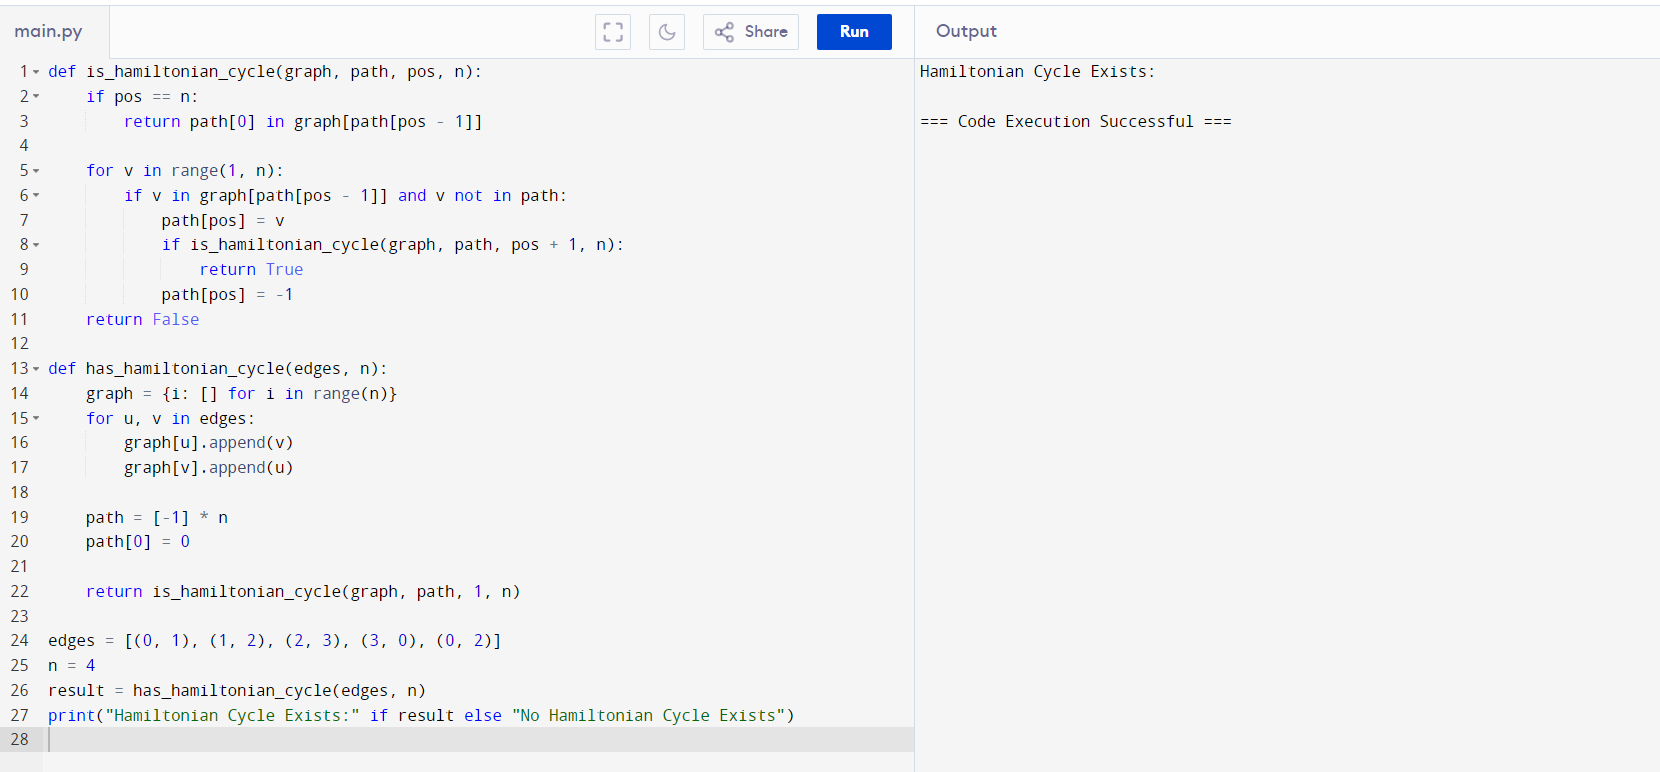 main.py
Share
Run
Output
1 def is_hamiltonian_cycle(graph, path, pos, n):
2     if pos == n:
3         return path[0] in graph[path[pos - 1]]
4
5     for v in range(1, n):
6         if v in graph[path[pos - 1]] and v not in path:
7             path[pos] = v
8             if is_hamiltonian_cycle(graph, path, pos + 1, n):
9                 return True
10             path[pos] = -1
11     return False
12
13 def has_hamiltonian_cycle(edges, n):
14     graph = {i: [] for i in range(n)}
15     for u, v in edges:
16         graph[u].append(v)
17         graph[v].append(u)
18
19     path = [-1] * n
20     path[0] = 0
21
22     return is_hamiltonian_cycle(graph, path, 1, n)
23
24 edges = [(0, 1), (1, 2), (2, 3), (3, 0), (0, 2)]
25 n = 4
26 result = has_hamiltonian_cycle(edges, n)
27 print("Hamiltonian Cycle Exists:" if result else "No Hamiltonian Cycle Exists")
28
Hamiltonian Cycle Exists:
=== Code Execution Successful ===